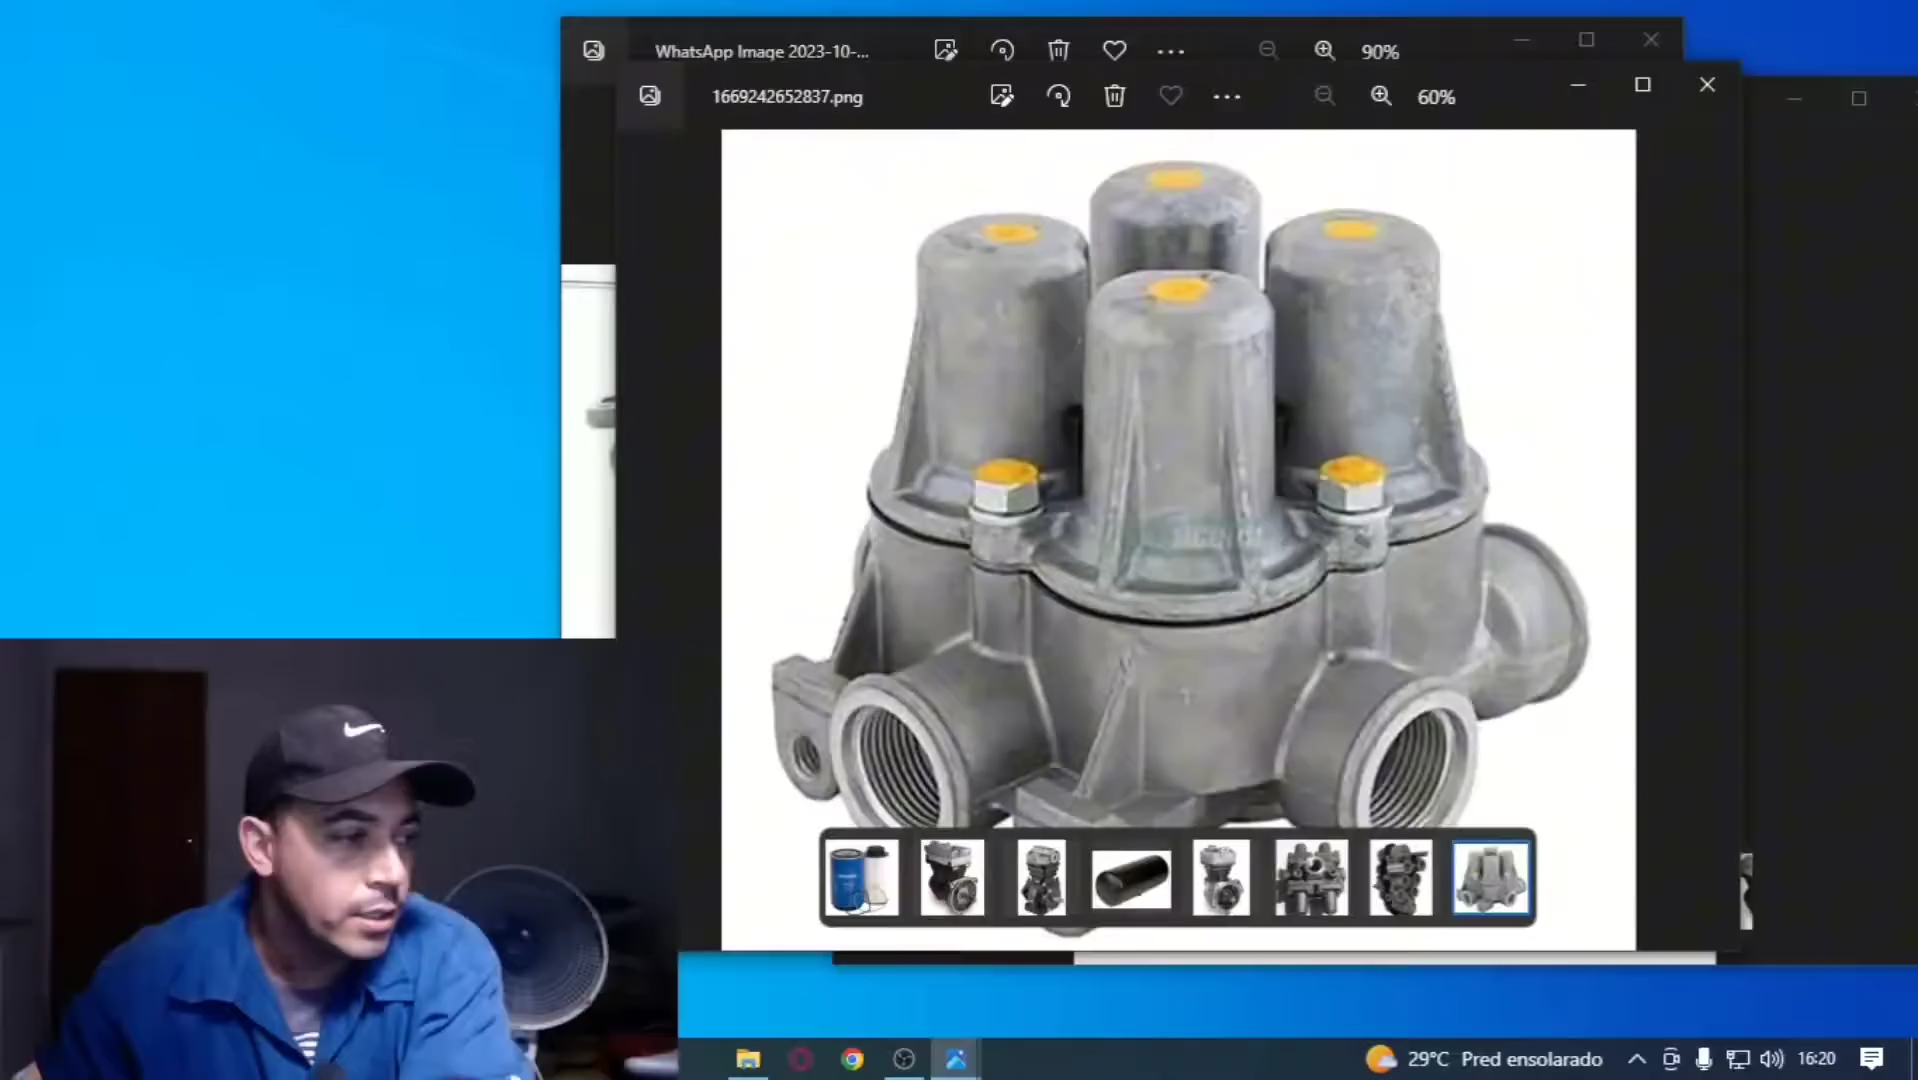 WhatsApp Image 2023-10-...
90%
1669242652837.png
60%
29°C Pred ensolarado
16:20